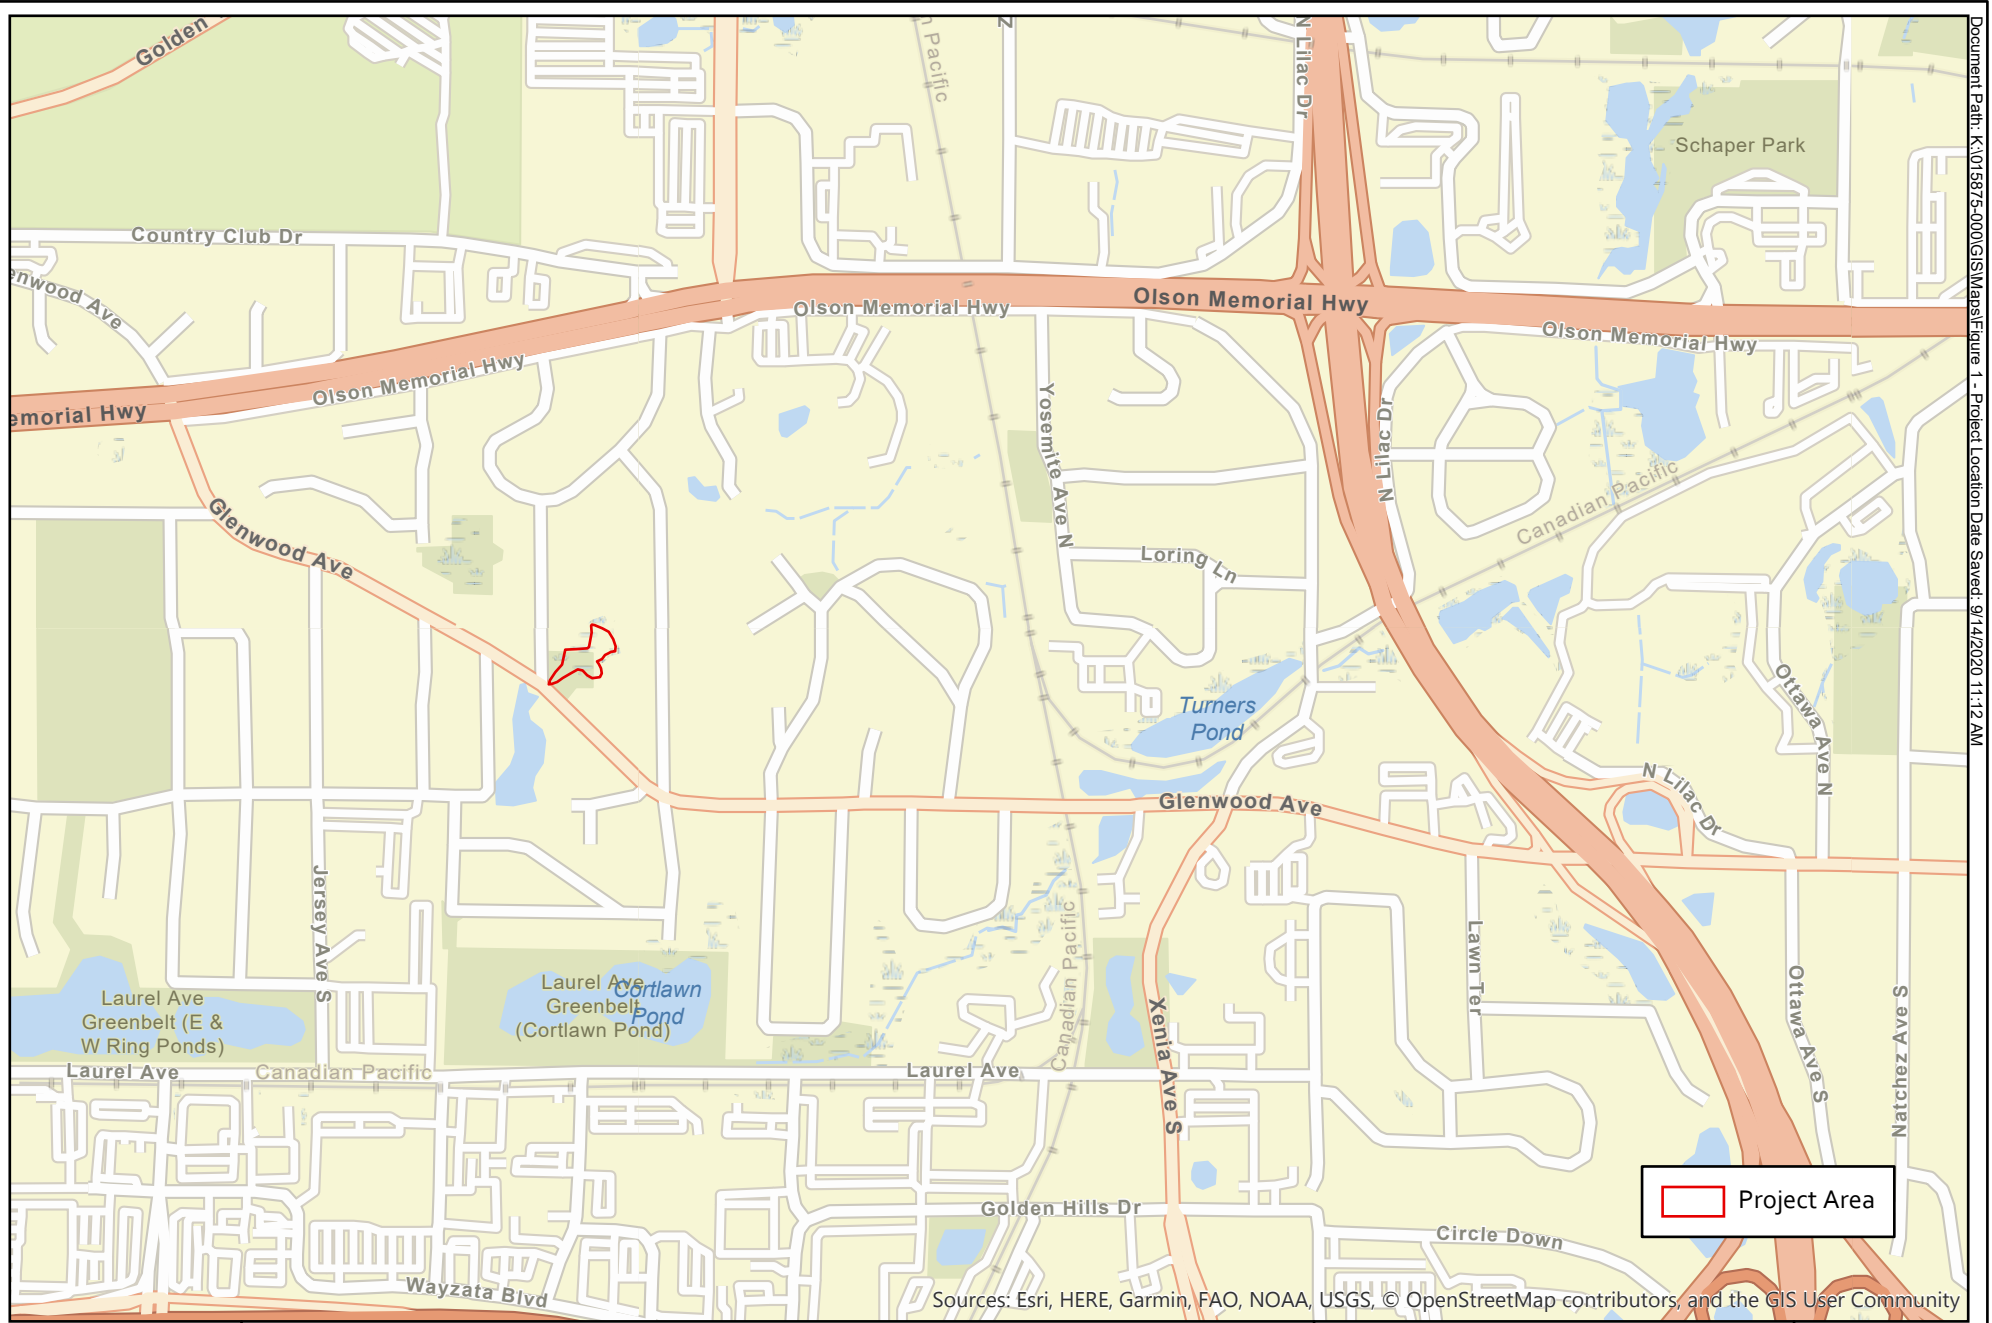 Golden
n Pacific
Z
N Lilac Dr
Schaper Park
Country Club Dr
enwood Ave
Olson Memorial Hwy
Olson Memorial Hwy
Olson Memorial Hwy
Olson Memorial Hwy
emorial Hwy
Yosemite Ave N
N Lilac Dr
Canadian Pacific
Glenwood Ave
Loring Ln
Turners
Pond
Ottawa Ave N
N Lilac Dr
Glenwood Ave
Jersey Ave S
Canadian Pacific
Lawn Ter
Laurel Ave
Greenbelt (E &
W Ring Ponds)
Laurel Ave
Greenbelt
(Cortlawn Pond)
Cortlawn
Pond
Xenia Ave S
Ottawa Ave S
Natchez Ave S
Laurel Ave
Canadian Pacific
Laurel Ave
Golden Hills Dr
Circle Down
Wayzata Blvd
Project Area
Sources: Esri, HERE, Garmin, FAO, NOAA, USGS, © OpenStreetMap contributors, and the GIS User Community
Document Path: K:\015875-000\GIS\Maps\Figure 1 - Project Location Date Saved: 9/14/2020 11:12 AM